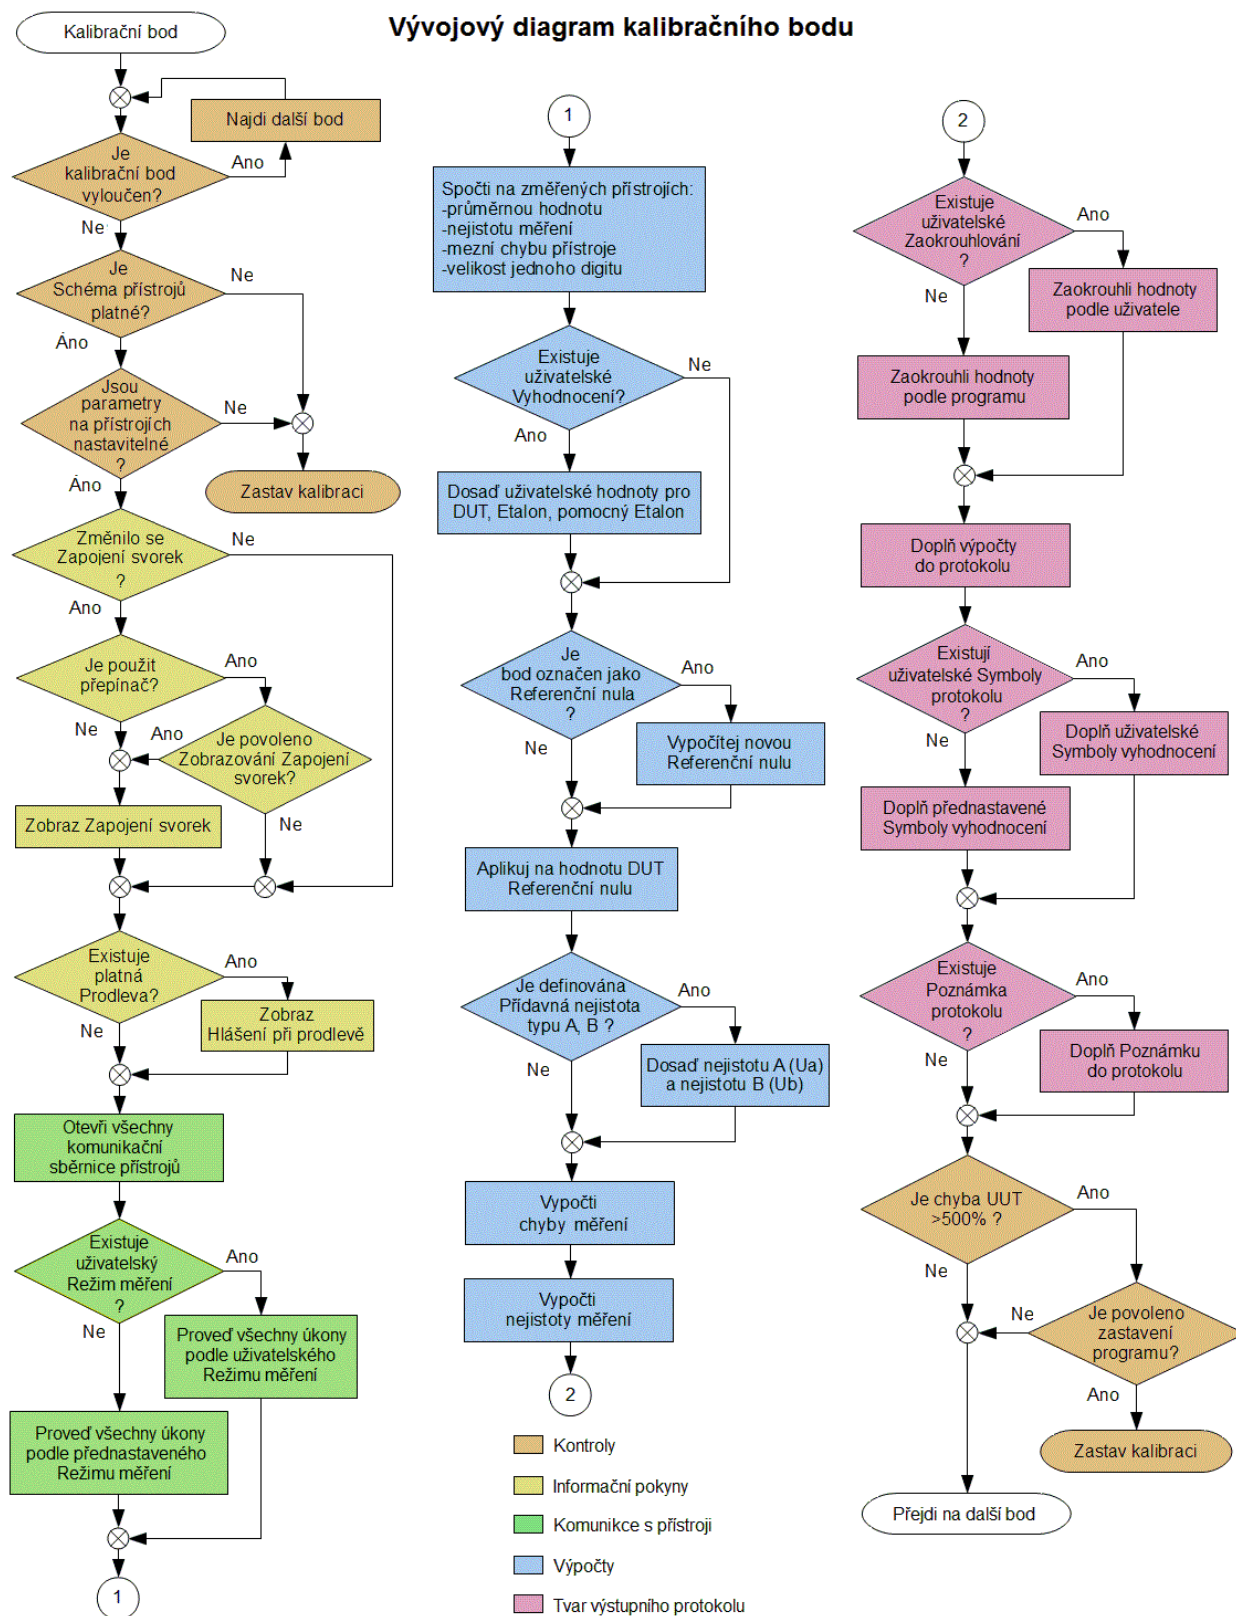 Vývojový diagram kalibračního bodu
Kalibrační bod
Najdi další bod
Je
kalibrační bod
vyloučen?
Ano
Ne
Je
Schéma přístrojů
platné?
Ne
Áno
Jsou
parametry
na přístrojích
nastavitelné
?
Ne
Áno
Zastav kalibraci
Změnilo se
Zapojení svorek
?
Ne
Ano
Je použit
přepínač?
Ano
Ne
Ano
Je povoleno
Zobrazování Zapojení
svorek?
Ne
Zobraz Zapojení svorek
Existuje
platná
Prodleva?
Ano
Ne
Zobraz
Hlášení při prodlevě
Otevři všechny
komunikační
sběrnice přístrojů
Existuje
uživatelský
Režim měření
?
Ano
Ne
Proveď všechny úkony
podle uživatelského
Režimu měření
Proveď všechny úkony
podle přednastaveného
Režimu měření
1
1
Spočti na změřených přístrojích:
-průměrnou hodnotu
-nejistotu měření
-mezní chybu přístroje
-velikost jednoho digitu
Existuje
uživatelské
Vyhodnocení?
Ne
Ano
Dosaď uživatelské hodnoty pro
DUT, Etalon, pomocný Etalon
Je
bod označen jako
Referenční nula
?
Ano
Ne
Vypočítej novou
Referenční nulu
Aplikuj na hodnotu DUT
Referenční nulu
Je definována
Přídavná nejistota
typu A, B ?
Ano
Ne
Dosaď nejistotu A (Ua)
a nejistotu B (Ub)
Vypočti
chyby měření
Vypočti
nejistoty měření
2
Kontroly
Informační pokyny
Komunikce s přístroji
Výpočty
Tvar výstupního protokolu
2
Existuje
uživatelské
Zaokrouhlování
?
Ano
Ne
Zaokrouhli hodnoty
podle uživatele
Zaokrouhli hodnoty
podle programu
Doplň výpočty
do protokolu
Existují
uživatelské Symboly
protokolu
?
Ano
Ne
Doplň uživatelské
Symboly vyhodnocení
Doplň přednastavené
Symboly vyhodnocení
Existuje
Poznámka
protokolu
?
Ano
Ne
Doplň Poznámku
do protokolu
Je chyba UUT
>500% ?
Ano
Ne
Ne
Je povoleno
zastavení
programu?
Ano
Zastav kalibraci
Přejdi na další bod